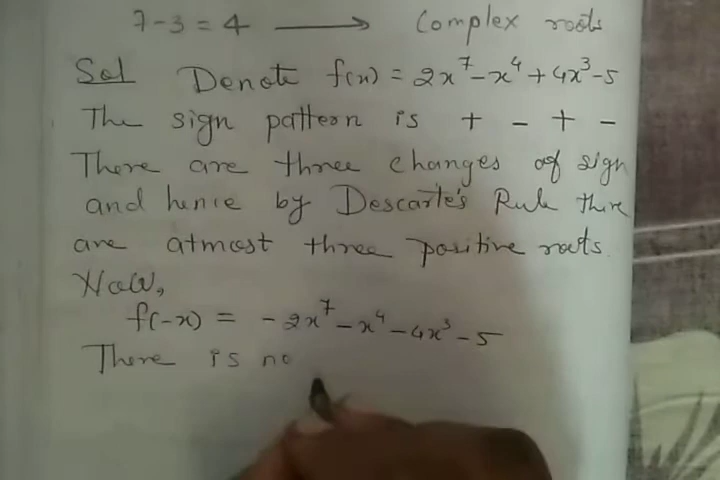 7-3 = 4 ⟶ Complex roots
Sol Denote f(x) = 2x⁷-x⁴+4x³-5
The sign pattern is + - + -
There are three changes of sign
and hence by Descarte's Rule there
are atmost three positive roots.
Now,
f(-x) = -2x⁷-x⁴-4x³-5
There is no